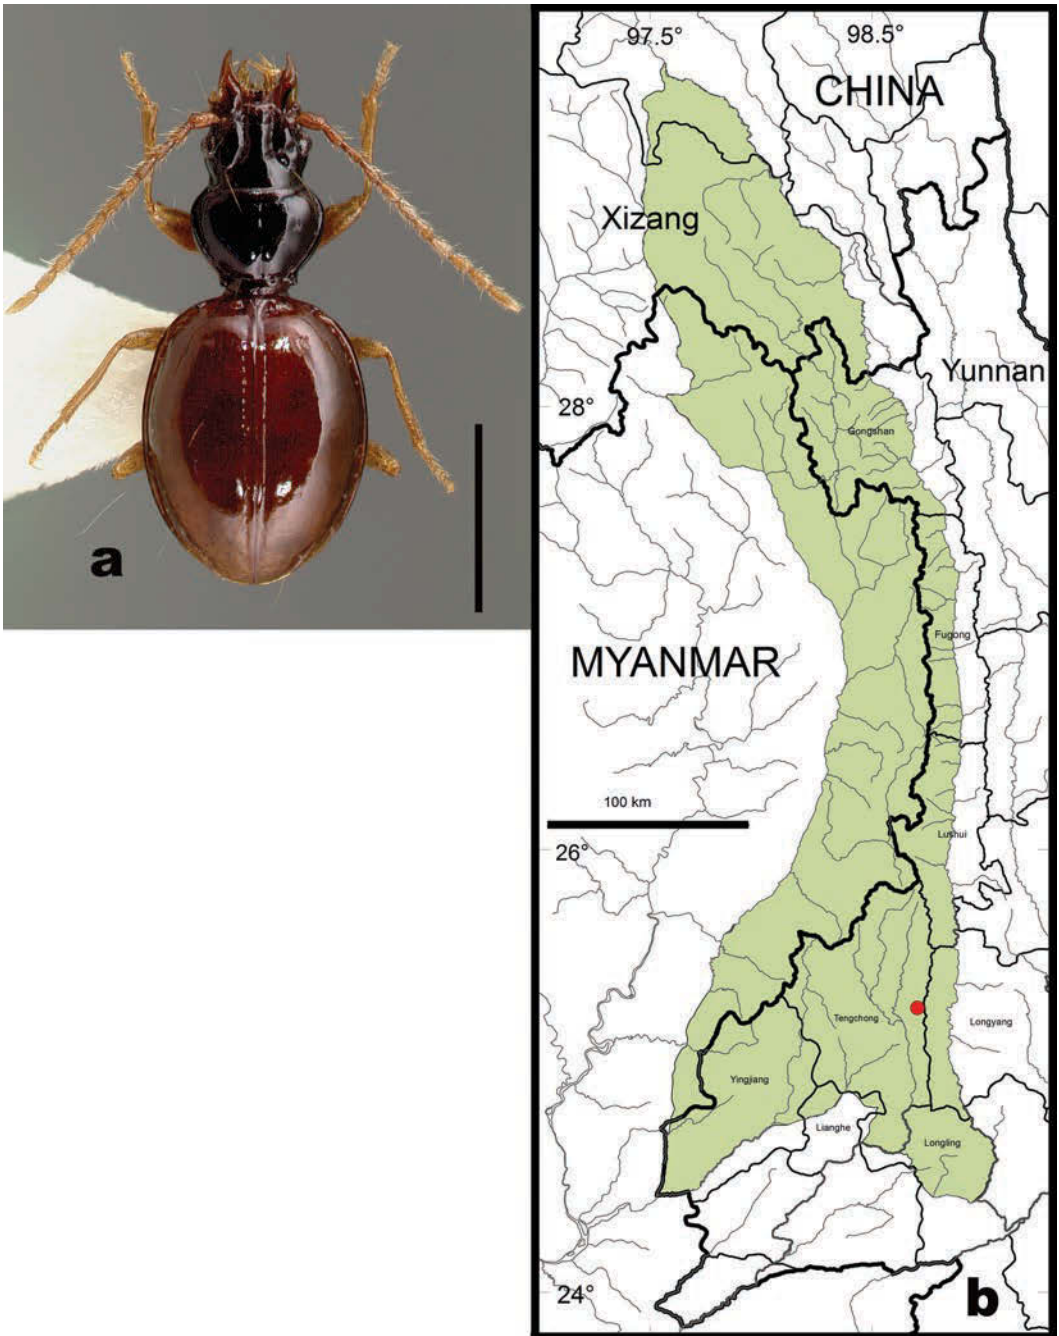 a
97.5° 98.5°
CHINA
Xizang
Yunnan
28°
Gongshan
Fugong
MYANMAR
100 km
Lushui
26°
Tengchong
Longyang
Yingjiang
Lianghe
Longling
24°
b